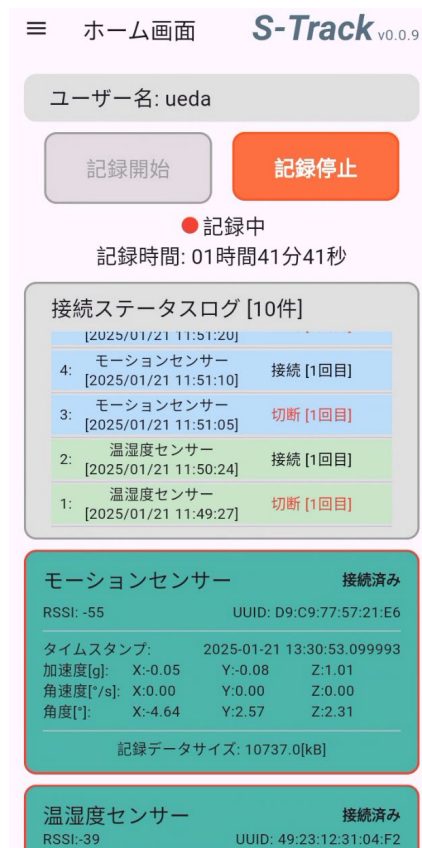 ≡ ホーム画面 S-Track v0.0.9
ユーザー名: ueda
記録開始 記録停止
記録中
記録時間: 01時間41分41秒
接続ステータスログ [10件]
[2025/01/21 11:51:20]
4: モーションセンサー 接続 [1回目]
[2025/01/21 11:51:10]
3: モーションセンサー 切断 [1回目]
[2025/01/21 11:51:05]
2: 温湿度センサー 接続 [1回目]
[2025/01/21 11:50:24]
1: 温湿度センサー 切断 [1回目]
[2025/01/21 11:49:27]
モーションセンサー 接続済み
RSSI: -55 UUID: D9:C9:77:57:21:E6
タイムスタンプ: 2025-01-21 13:30:53.099993
加速度[g]: X:-0.05 Y:-0.08 Z:1.01
角速度[°/s]: X:0.00 Y:0.00 Z:0.00
角度[°]: X:-4.64 Y:2.57 Z:2.31
記録データサイズ: 10737.0[kB]
温湿度センサー 接続済み
RSSI:-39 UUID: 49:23:12:31:04:F2